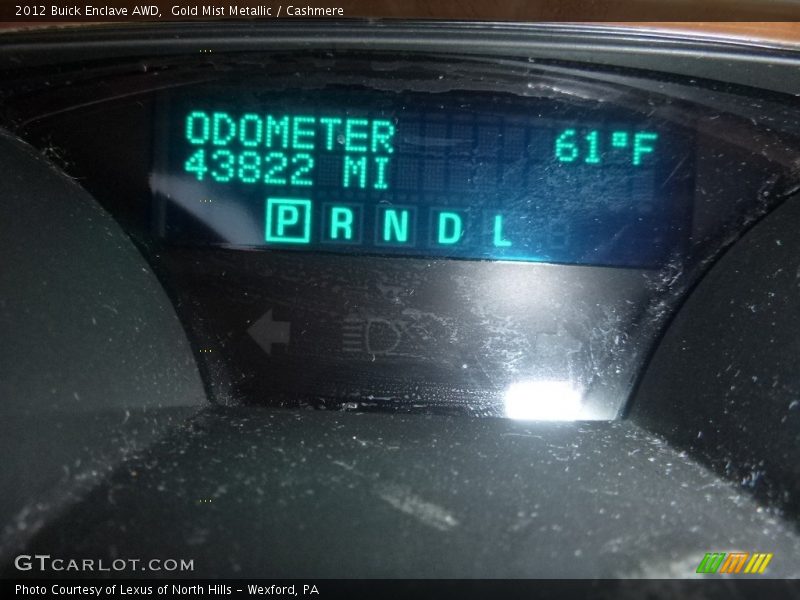 2012 Buick Enclave AWD,  Gold Mist Metallic / Cashmere
ODOMETER 61°F
43822 MI
P R N D L
GTCARLOT.COM
Photo Courtesy of Lexus of North Hills - Wexford, PA